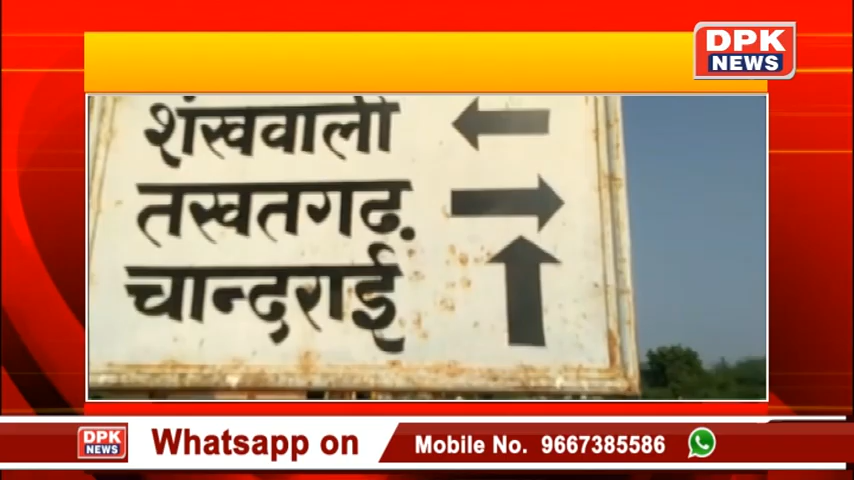 DPK
NEWS
शंखवाली
तखतगढ़
चान्दराई
DPK
NEWS
Whatsapp on
Mobile No. 9667385586